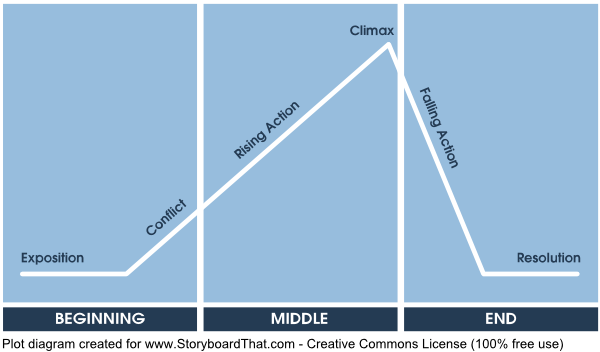 Climax
Rising Action
Falling Action
Conflict
Exposition
Resolution
BEGINNING
MIDDLE
END
Plot diagram created for www.StoryboardThat.com - Creative Commons License (100% free use)